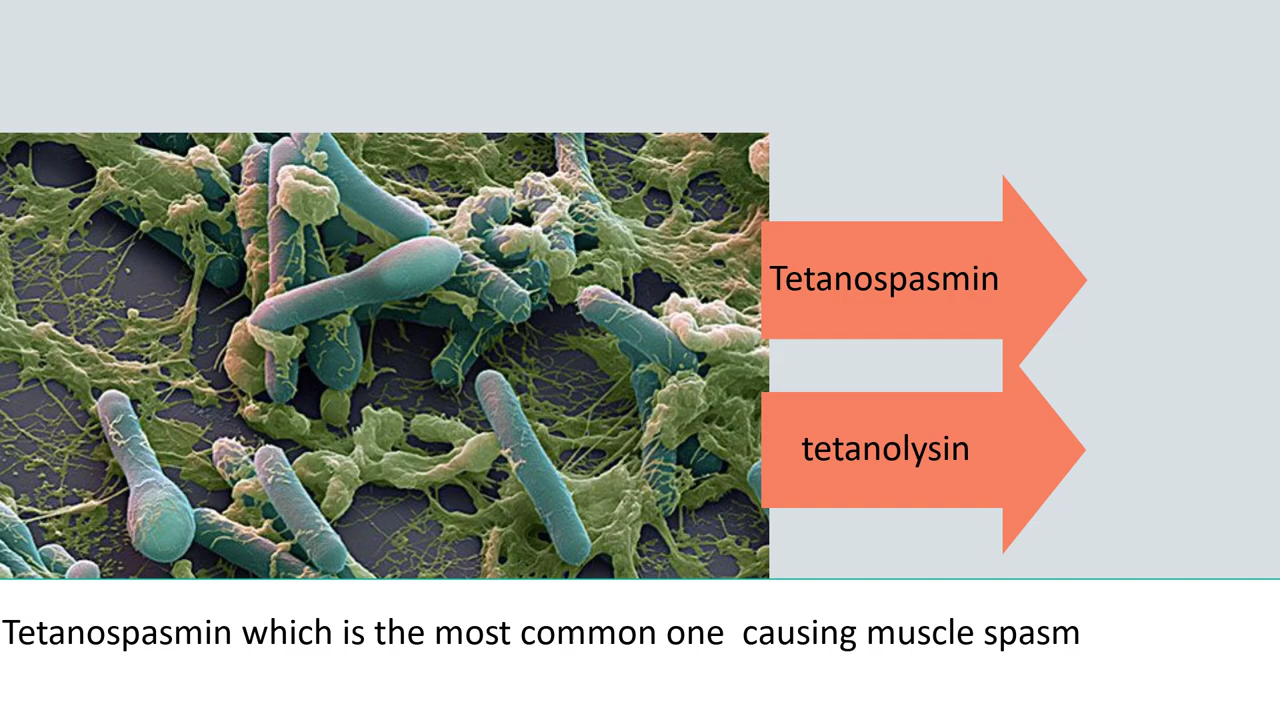 Tetanospasmin
tetanolysin
Tetanospasmin which is the most common one  causing muscle spasm